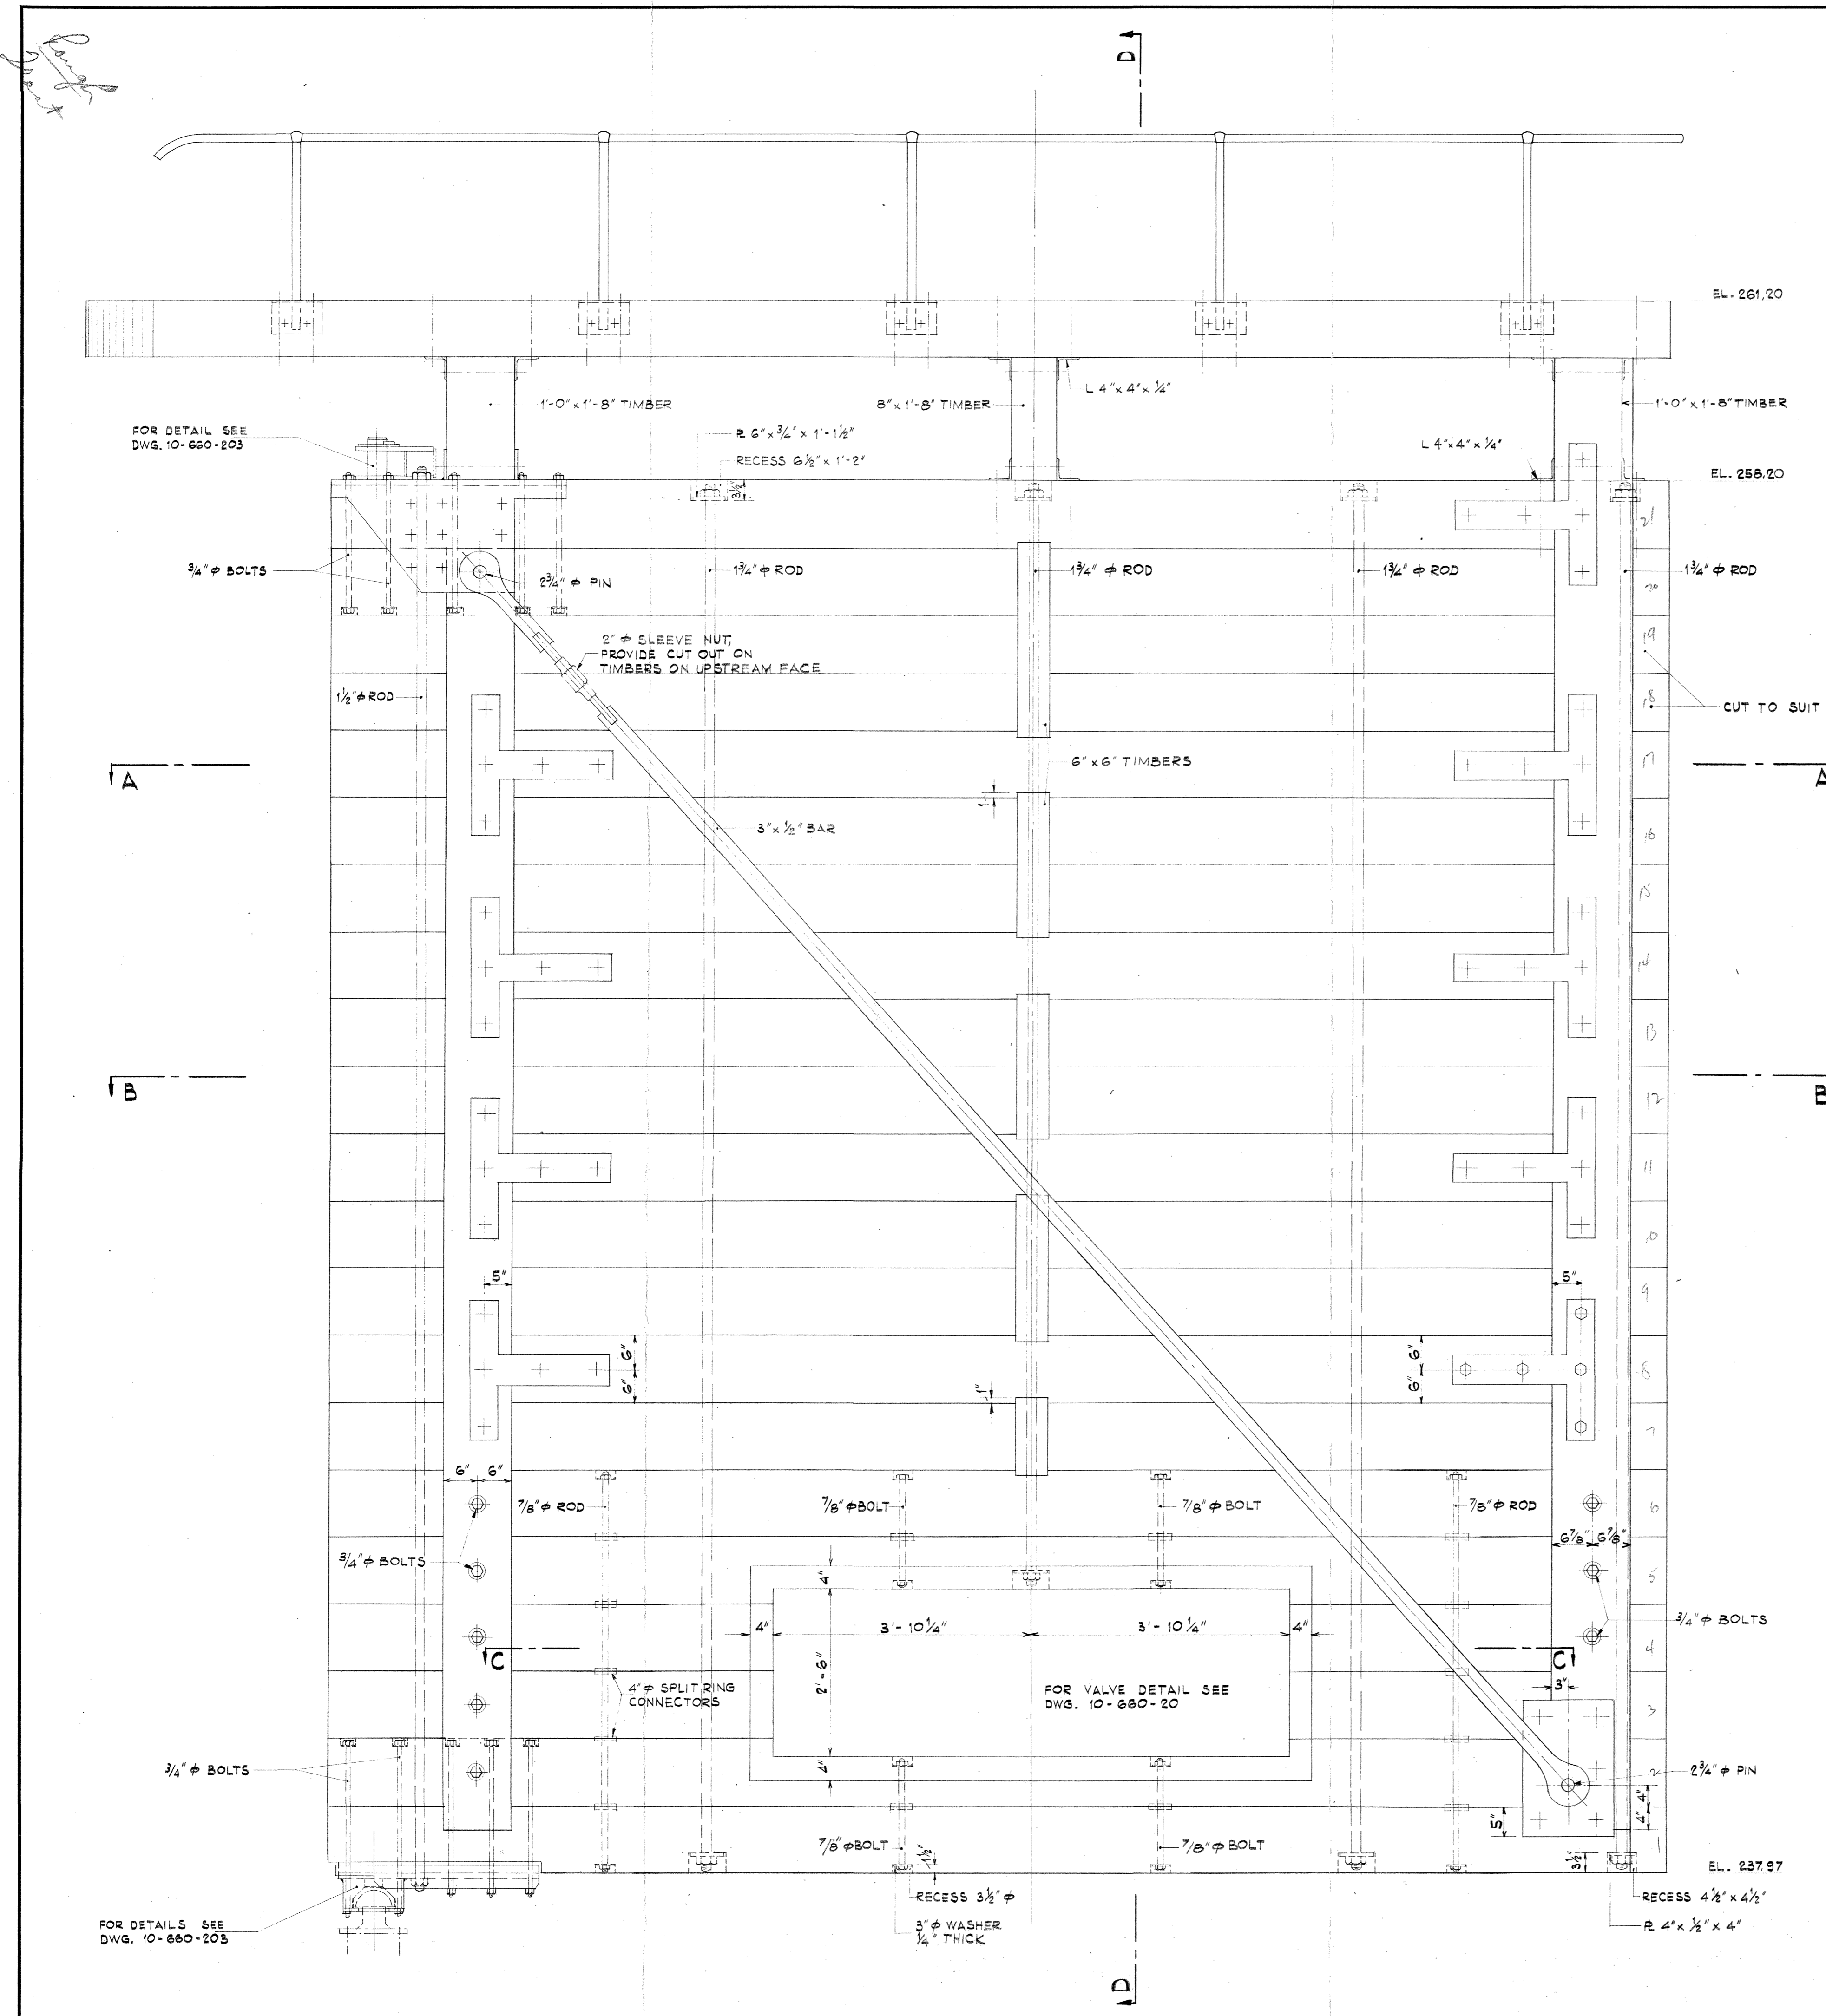 Rough
D
EL. 261,20
L 4" x 4" x 1/4"
1'-0" x 1'-8" TIMBER
8" x 1'-8" TIMBER
1'-0" x 1'-8" TIMBER
FOR DETAIL SEE
DWG. 10-660-203
PL 6" x 3/4" x 1'-1 1/2"
RECESS 6 1/2" x 1'-2"
L 4" x 4" x 1/4"
EL. 258,20
3 1/2"
21
3/4" φ BOLTS
2 3/4" φ PIN
1 3/4" φ ROD
1 3/4" φ ROD
1 3/4" φ ROD
1 3/4" φ ROD
20
2" φ SLEEVE NUT,
PROVIDE CUT OUT ON
TIMBERS ON UPSTREAM FACE
19
1 1/2" φ ROD
18
CUT TO SUIT
A
6" x 6" TIMBERS
17
A
1"
3" x 1/2" BAR
16
15
14
13
B
12
B
11
10
5"
5"
9
6"
6"
6"
6"
8
1"
7
6" 6"
7/8" φ ROD
7/8" φ BOLT
7/8" φ BOLT
7/8" φ ROD
6
6 7/8" 6 7/8"
3/4" φ BOLTS
4"
5
4"
3'-10 1/4"
3'-10 1/4"
4"
3/4" φ BOLTS
4
C
C
2'-6"
3"
4" φ SPLIT RING
CONNECTORS
FOR VALVE DETAIL SEE
DWG. 10-660-20
3
3/4" φ BOLTS
4"
2
2 3/4" φ PIN
4"
4"
5"
7/8" φ BOLT
7/8" φ BOLT
1
1 1/2"
3 1/2"
EL. 237.97
RECESS 3 1/2" φ
RECESS 4 1/2" x 4 1/2"
FOR DETAILS SEE
DWG. 10-660-203
3" φ WASHER
1/4" THICK
PL 4" x 1/2" x 4"
D